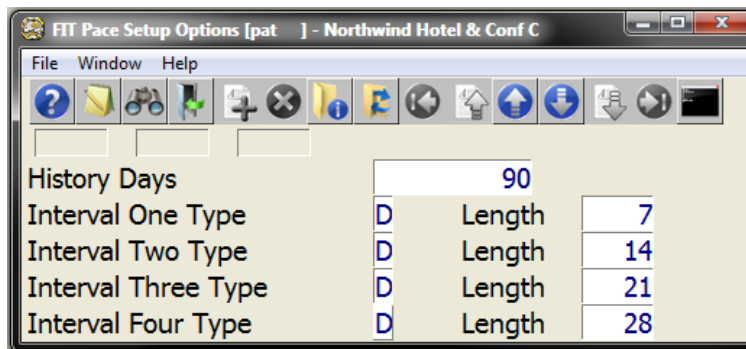 FIT Pace Setup Options [pat ] - Northwind Hotel & Conf C
File Window Help
History Days 90
Interval One Type D Length 7
Interval Two Type D Length 14
Interval Three Type D Length 21
Interval Four Type D Length 28